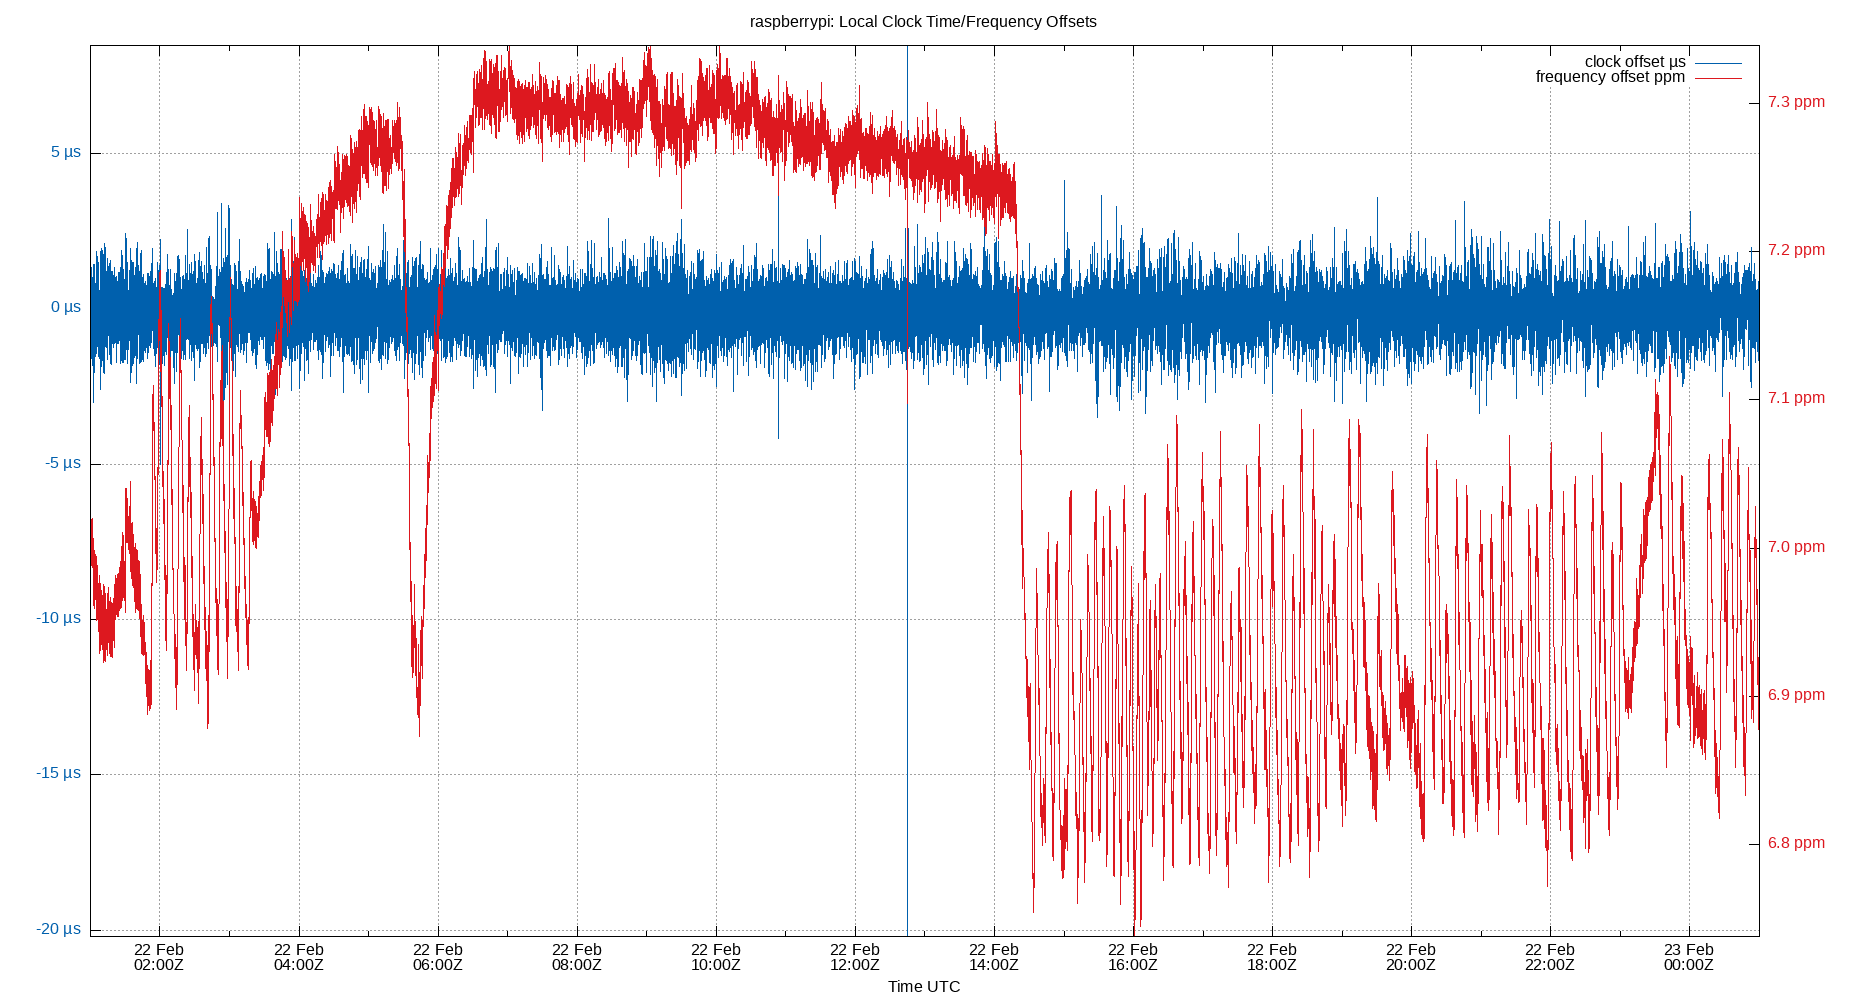 raspberrypi: Local Clock Time/Frequency Offsets
clock offset µs
frequency offset ppm
5 µs
0 µs
-5 µs
-10 µs
-15 µs
-20 µs
7.3 ppm
7.2 ppm
7.1 ppm
7.0 ppm
6.9 ppm
6.8 ppm
22 Feb
02:00Z
22 Feb
04:00Z
22 Feb
06:00Z
22 Feb
08:00Z
22 Feb
10:00Z
22 Feb
12:00Z
22 Feb
14:00Z
22 Feb
16:00Z
22 Feb
18:00Z
22 Feb
20:00Z
22 Feb
22:00Z
23 Feb
00:00Z
Time UTC